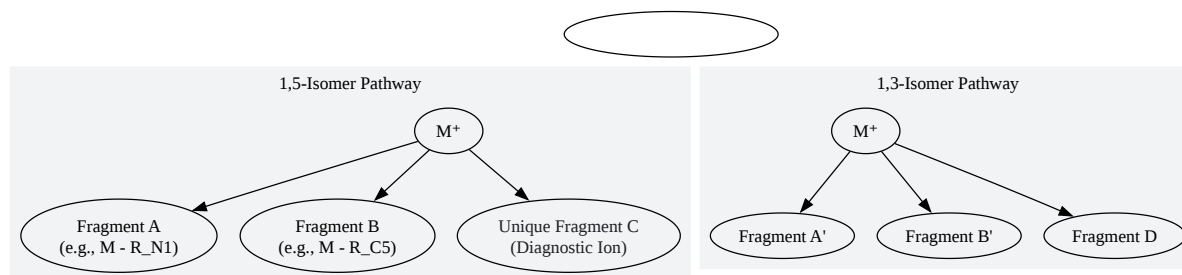 1,5-Isomer Pathway
M⁺
Fragment A
(e.g., M - R_N1)
Fragment B
(e.g., M - R_C5)
Unique Fragment C
(Diagnostic Ion)
1,3-Isomer Pathway
M⁺
Fragment A'
Fragment B'
Fragment D